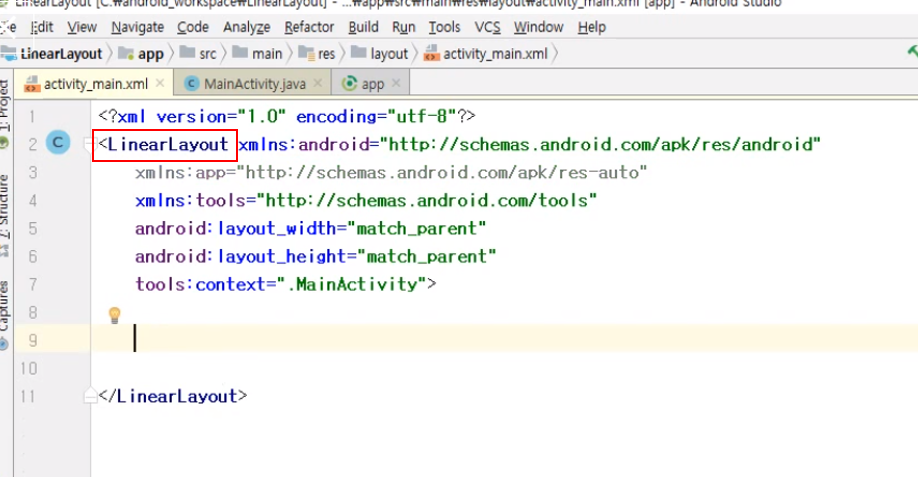 LinearLayout [C:₩android_workspace₩LinearLayout] - ...₩app₩src₩main₩res₩layout₩activity_main.xml [app] - Android Studio
Edit View Navigate Code Analyze Refactor Build Run Tools VCS Window Help
LinearLayout app src main res layout activity_main.xml
activity_main.xml × MainActivity.java × app ×
1: Project
7: Structure
Captures
1 <?xml version="1.0" encoding="utf-8"?>
2 C <LinearLayout xmlns:android="http://schemas.android.com/apk/res/android"
3 xmlns:app="http://schemas.android.com/apk/res-auto"
4 xmlns:tools="http://schemas.android.com/tools"
5 android:layout_width="match_parent"
6 android:layout_height="match_parent"
7 tools:context=".MainActivity">
8
9
10
11 </LinearLayout>